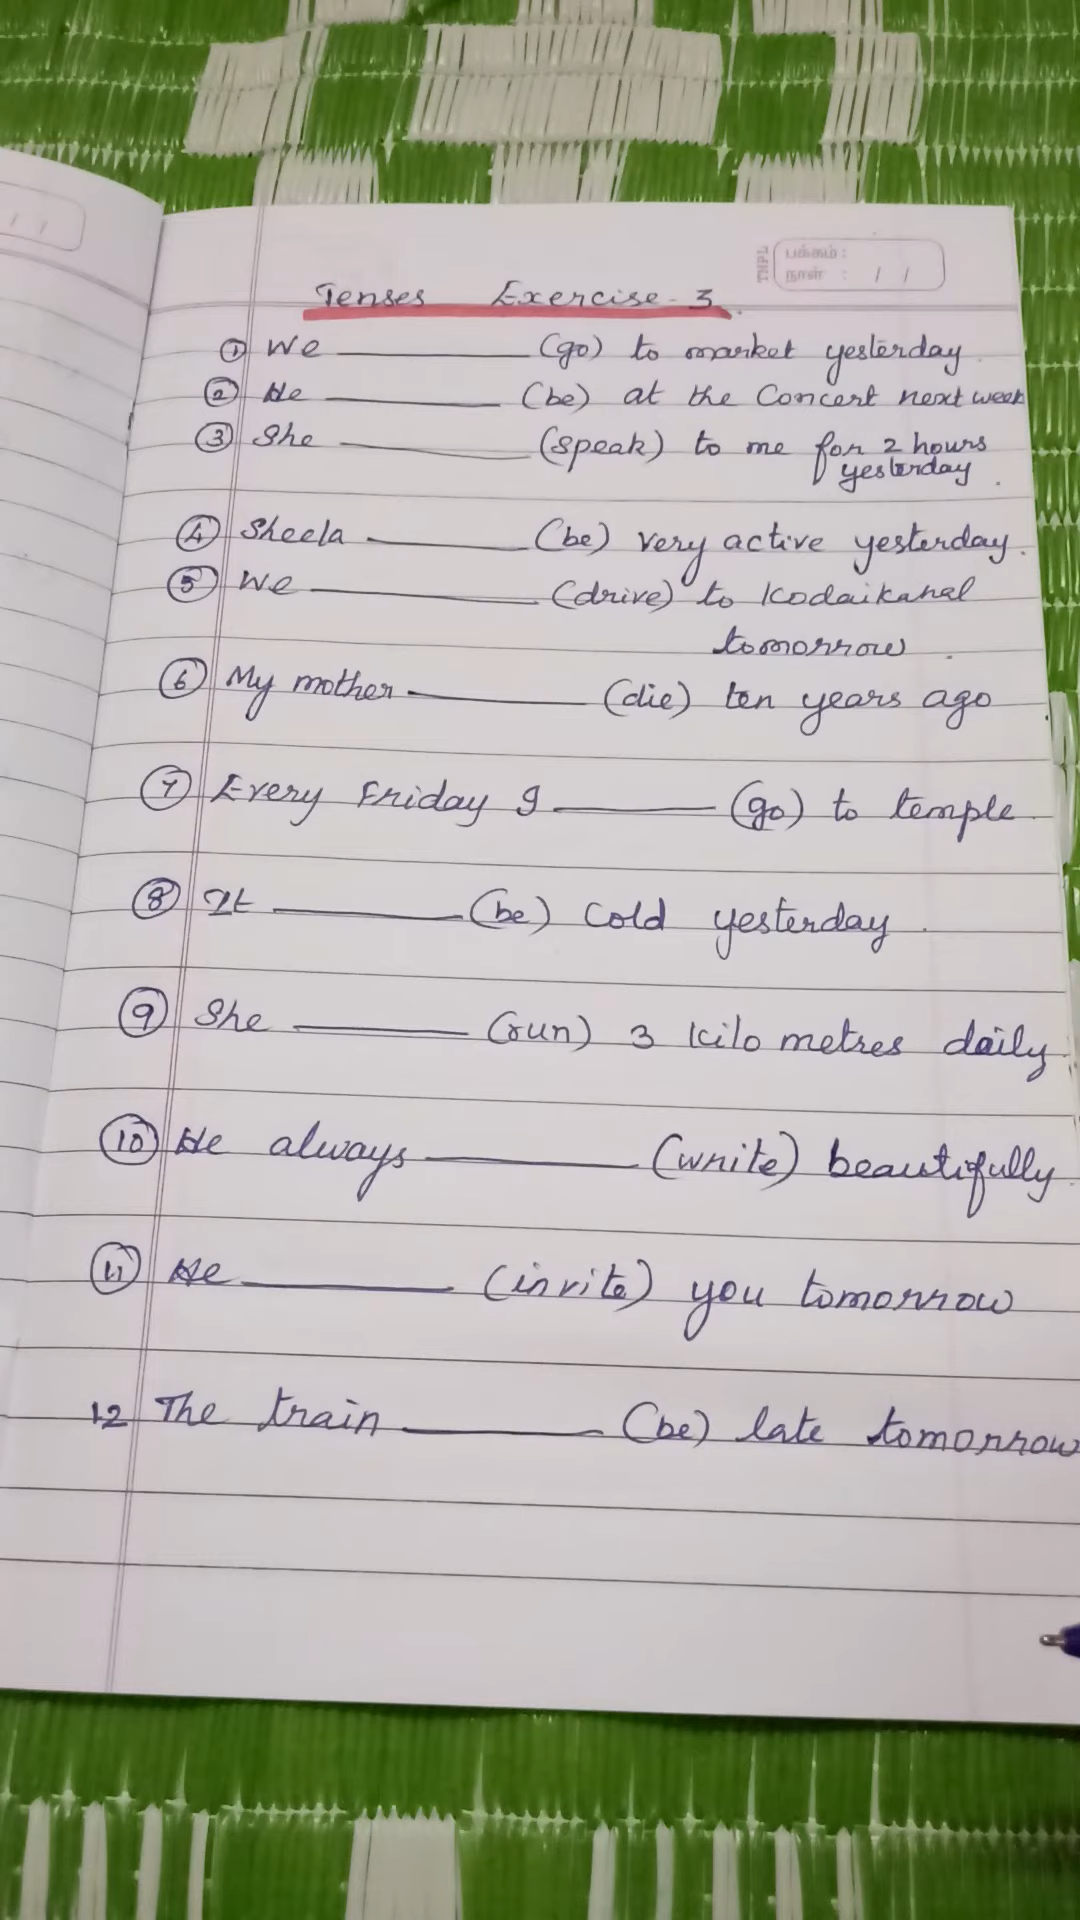 TNPL
பக்கம் :
நாள் : / /
Tenses Exercise - 3
① We ________ (go) to market yesterday.
② He ________ (be) at the Concert next week
③ She ________ (speak) to me for 2 hours
yesterday.
④ Sheela ________ (be) very active yesterday.
⑤ We ________ (drive) to Kodaikanal
tomorrow.
⑥ My mother ________ (die) ten years ago
⑦ Every Friday I ________ (go) to temple.
⑧ It ________ (be) Cold yesterday.
⑨ She ________ (run) 3 kilo metres daily.
⑩ He always ________ (write) beautifully.
⑪ He ________ (invite) you tomorrow
12 The train ________ (be) late tomorrow